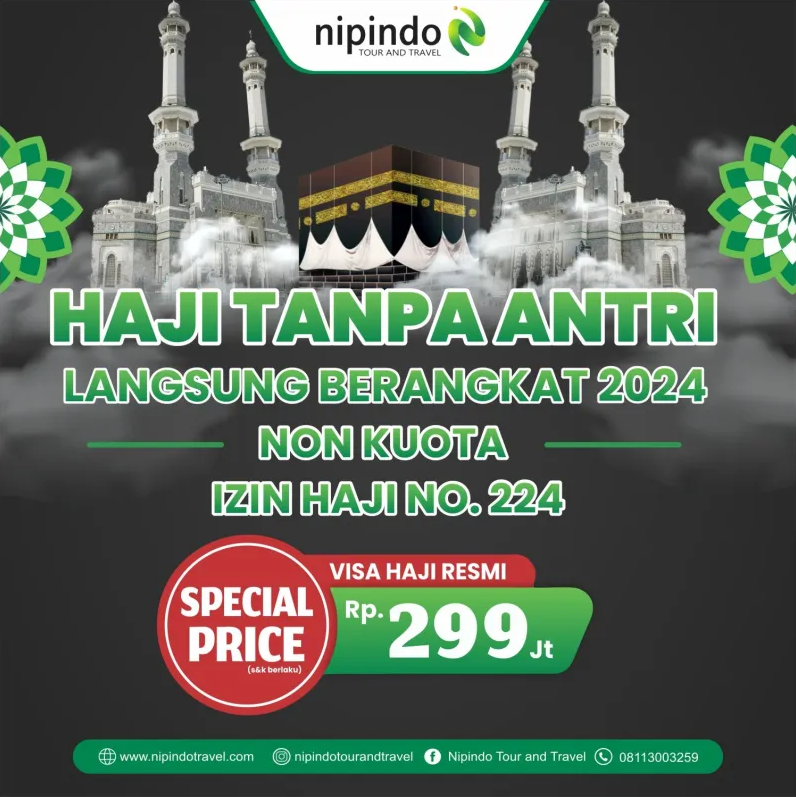 nipindo
TOUR AND TRAVEL
HAJI TANPA ANTRI
LANGSUNG BERANGKAT 2024
NON KUOTA
IZIN HAJI NO. 224
VISA HAJI RESMI
SPECIAL
PRICE
(s&k berlaku)
Rp. 299 Jt
www.nipindotravel.com nipindotourandtravel Nipindo Tour and Travel 08113003259